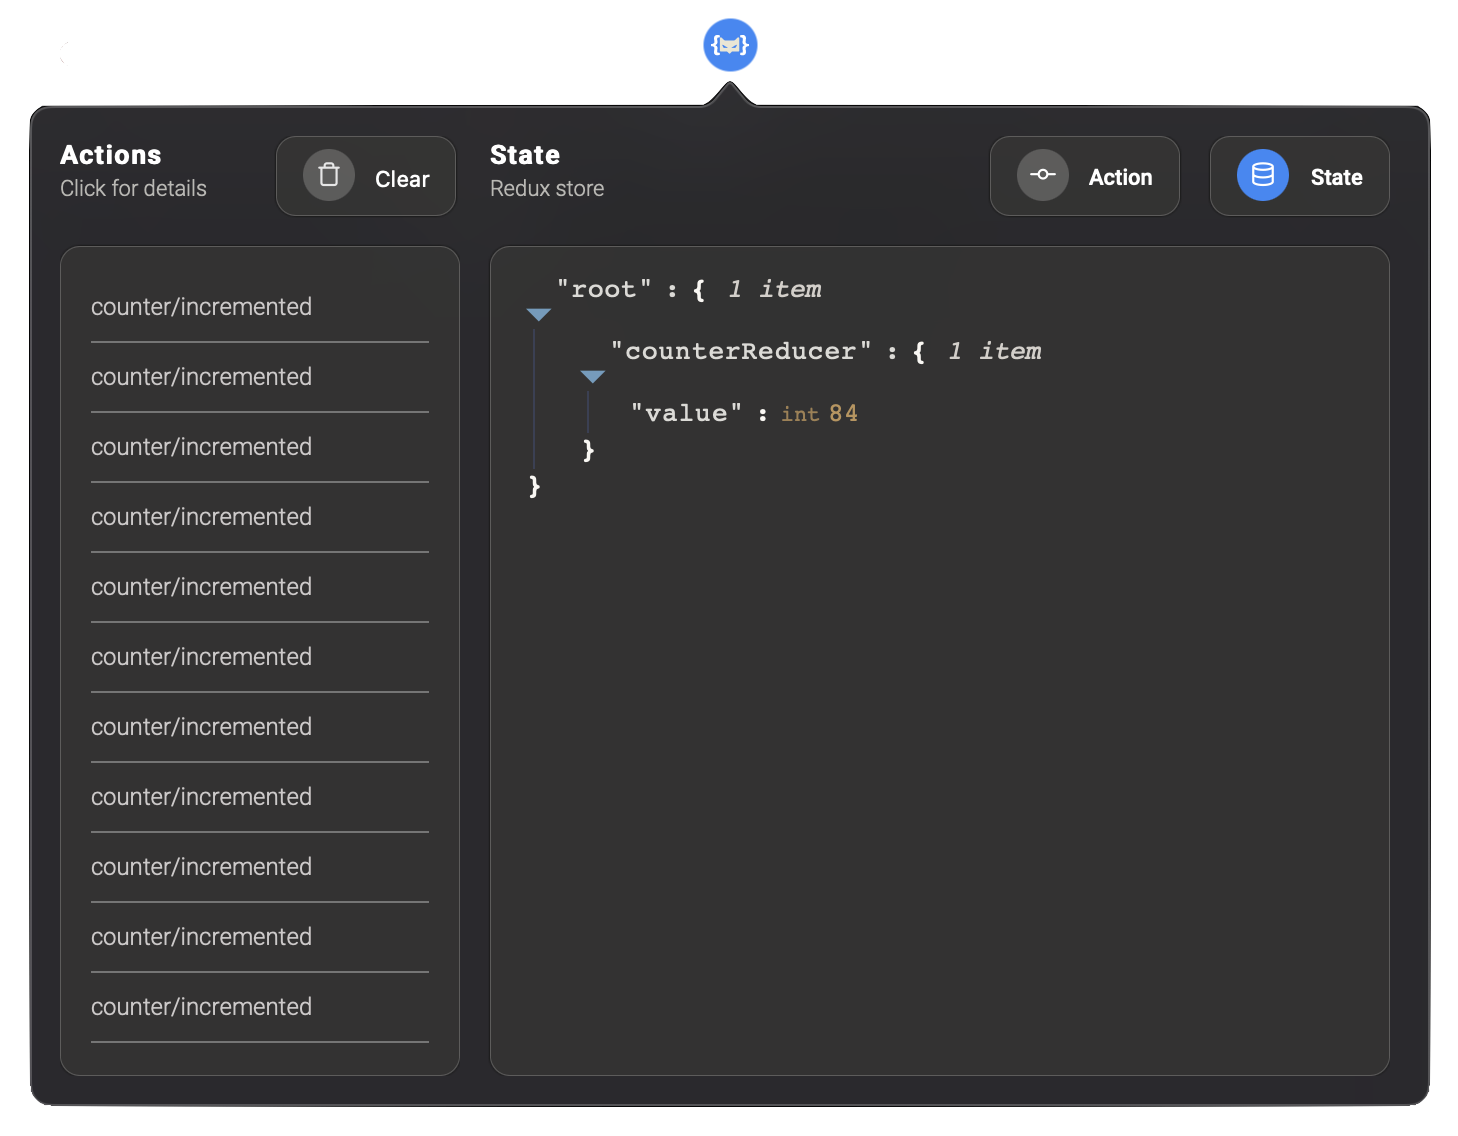 Actions
Click for details
Clear
State
Redux store
Action
State
counter/incremented
counter/incremented
counter/incremented
counter/incremented
counter/incremented
counter/incremented
counter/incremented
counter/incremented
counter/incremented
counter/incremented
counter/incremented
"root" : { 1 item
"counterReducer" : { 1 item
"value" : int 84
}
}